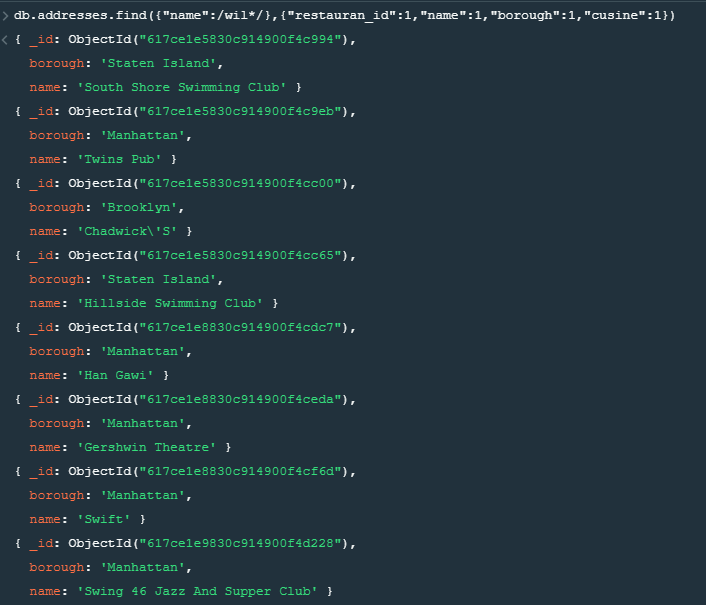 > db.addresses.find({"name":/wil*/},{"restauran_id":1,"name":1,"borough":1,"cusine":1})
< { _id: ObjectId("617ce1e5830c914900f4c994"),
borough: 'Staten Island',
name: 'South Shore Swimming Club' }
{ _id: ObjectId("617ce1e5830c914900f4c9eb"),
borough: 'Manhattan',
name: 'Twins Pub' }
{ _id: ObjectId("617ce1e5830c914900f4cc00"),
borough: 'Brooklyn',
name: 'Chadwick\'S' }
{ _id: ObjectId("617ce1e5830c914900f4cc65"),
borough: 'Staten Island',
name: 'Hillside Swimming Club' }
{ _id: ObjectId("617ce1e8830c914900f4cdc7"),
borough: 'Manhattan',
name: 'Han Gawi' }
{ _id: ObjectId("617ce1e8830c914900f4ceda"),
borough: 'Manhattan',
name: 'Gershwin Theatre' }
{ _id: ObjectId("617ce1e8830c914900f4cf6d"),
borough: 'Manhattan',
name: 'Swift' }
{ _id: ObjectId("617ce1e9830c914900f4d228"),
borough: 'Manhattan',
name: 'Swing 46 Jazz And Supper Club' }